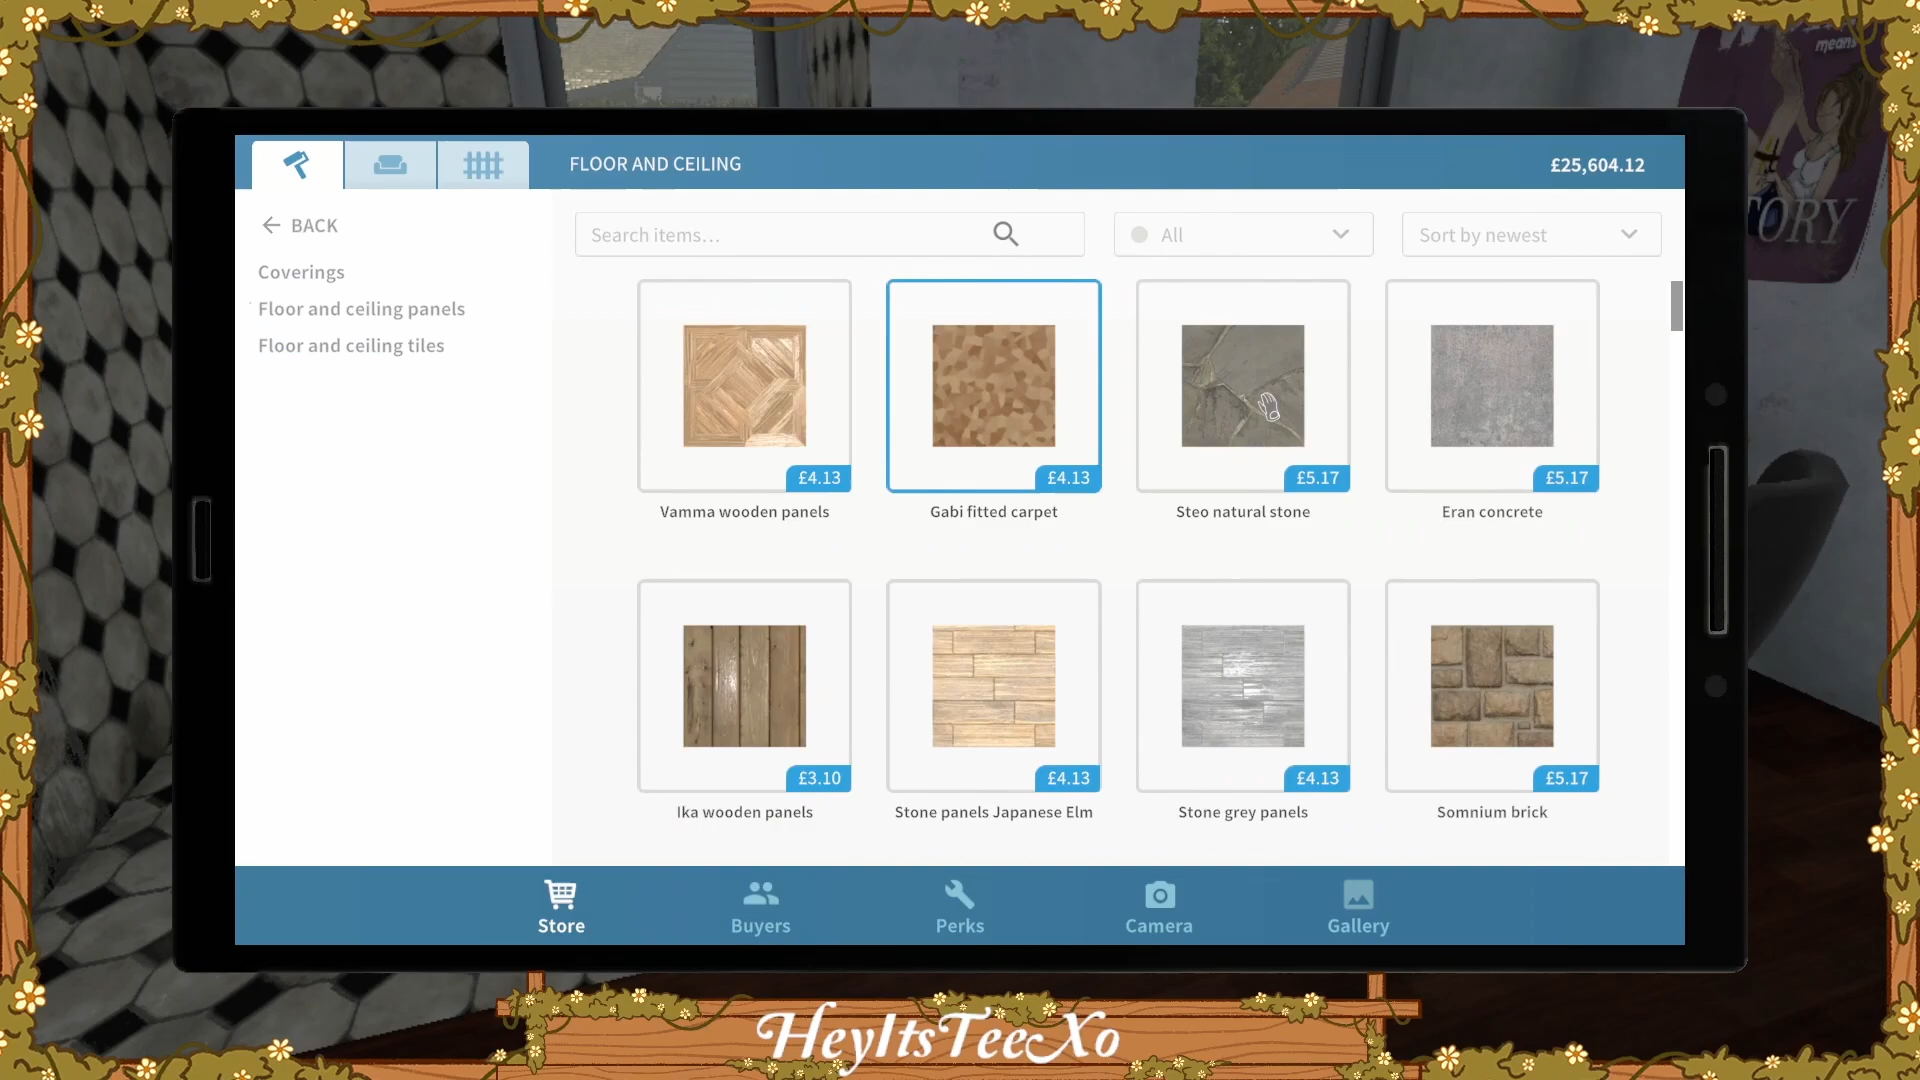 means
TORY
FLOOR AND CEILING
£25,604.12
BACK
Coverings
Floor and ceiling panels
Floor and ceiling tiles
Search items...
All
Sort by newest
£4.13
£4.13
£5.17
£5.17
Vamma wooden panels
Gabi fitted carpet
Steo natural stone
Eran concrete
£3.10
£4.13
£4.13
£5.17
Ika wooden panels
Stone panels Japanese Elm
Stone grey panels
Somnium brick
Store
Buyers
Perks
Camera
Gallery
HeyItsTeeXo